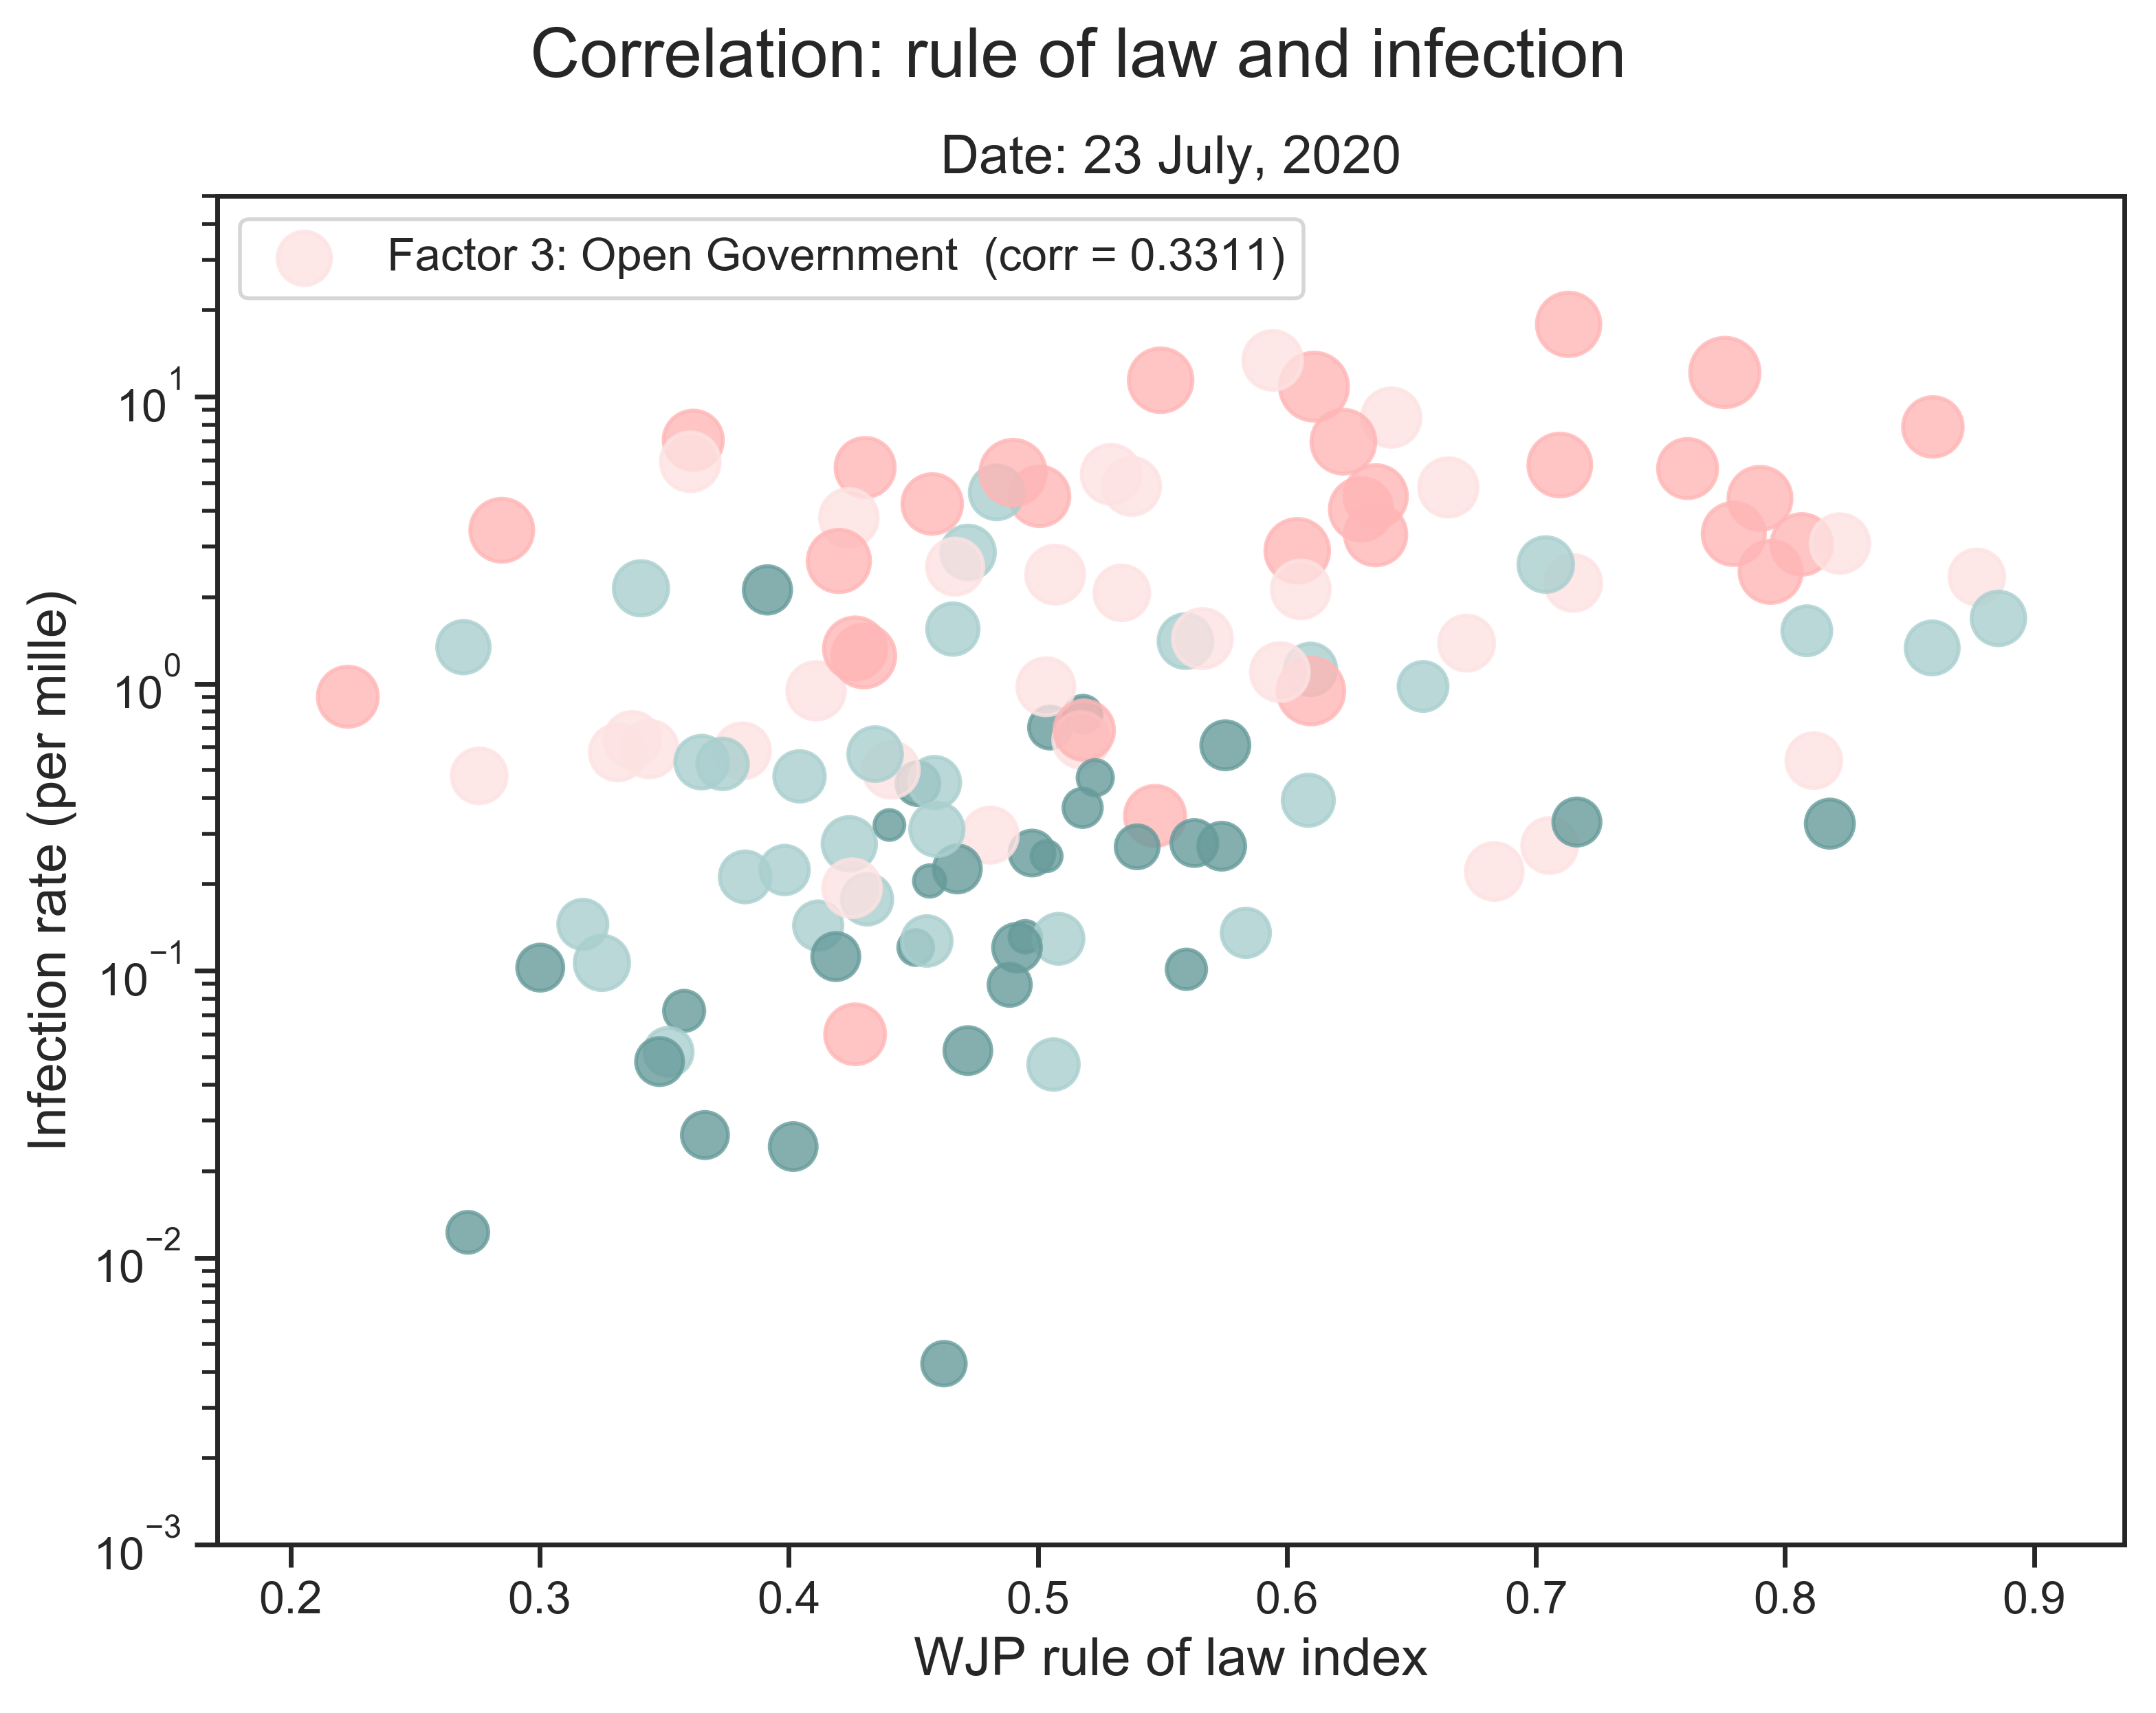 Correlation: rule of law and infection
Date: 23 July, 2020
Factor 3: Open Government (corr = 0.3311)
Infection rate (per mille)
10^1
10^0
10^−1
10^−2
10^−3
0.2 0.3 0.4 0.5 0.6 0.7 0.8 0.9
WJP rule of law index